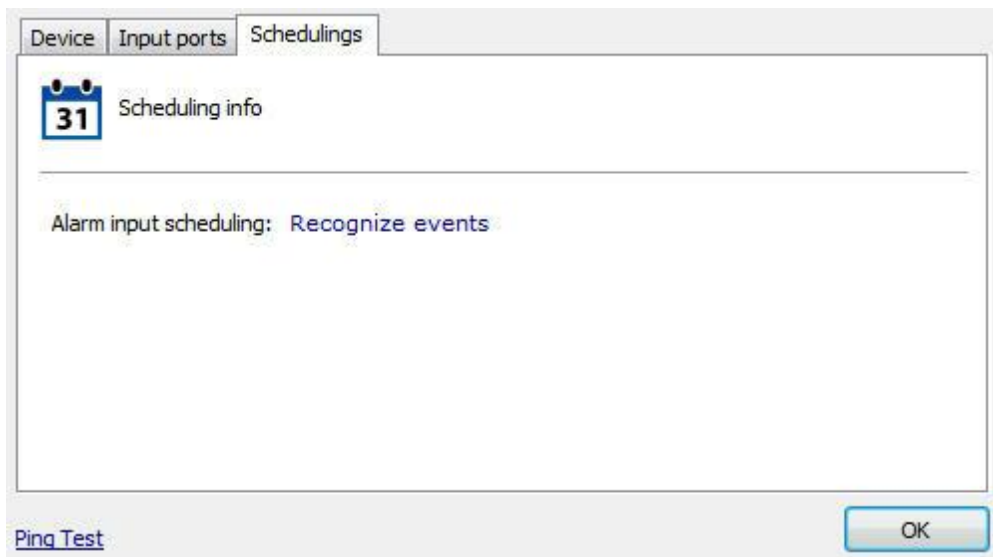 Device Input ports Schedulings
31 Scheduling info
Alarm input scheduling: Recognize events
Ping Test OK